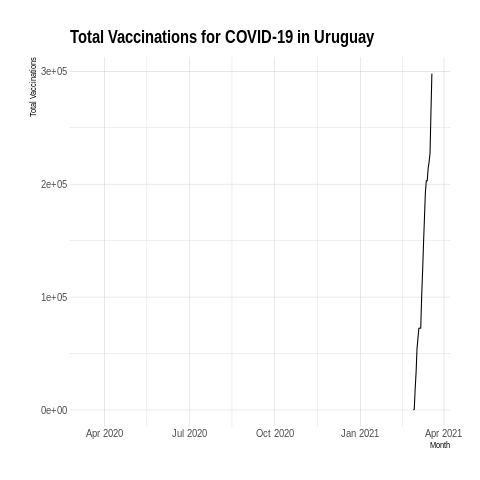 Total Vaccinations for COVID-19 in Uruguay
Total Vaccinations
3e+05
2e+05
1e+05
0e+00
Apr 2020 Jul 2020 Oct 2020 Jan 2021 Apr 2021
Month